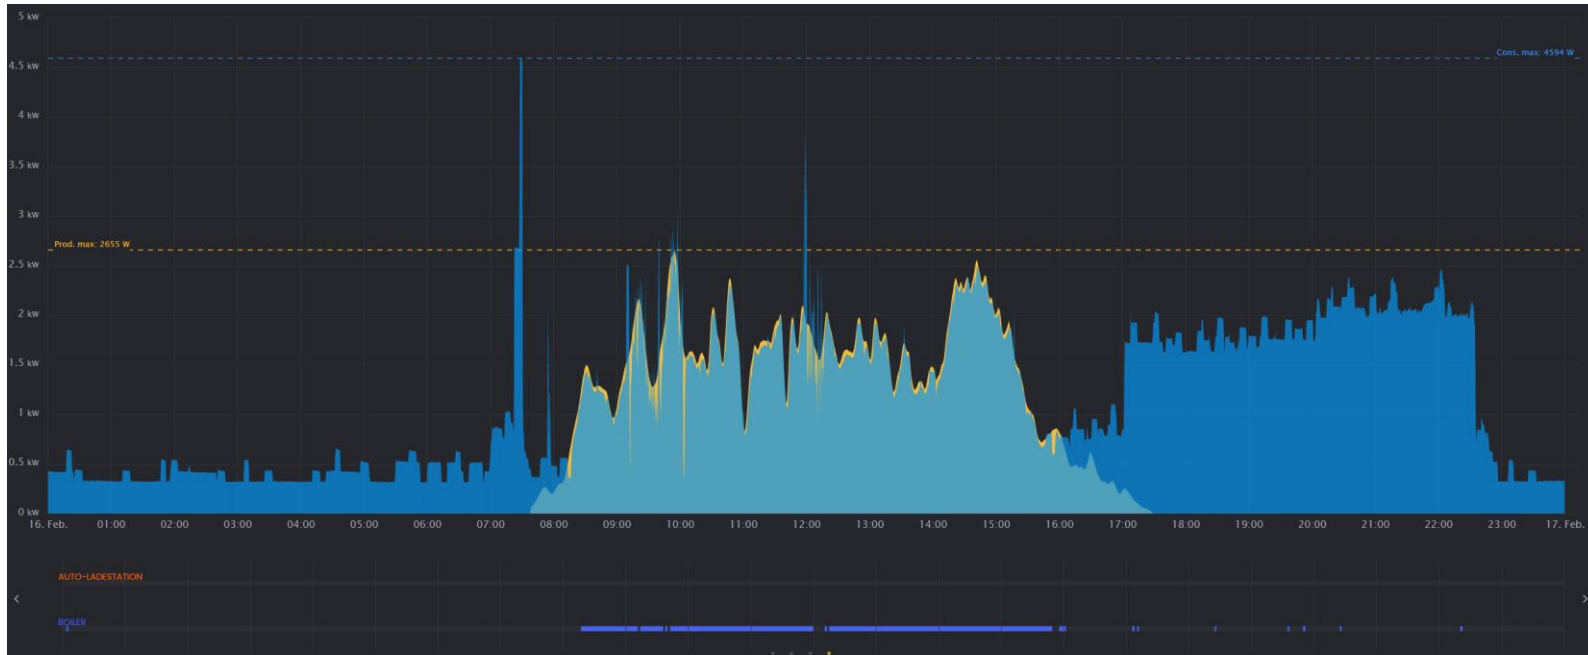 5 kW
Cons. max: 4594 W
4.5 kW
4 kW
3.5 kW
3 kW
Prod. max: 2655 W
2.5 kW
2 kW
1.5 kW
1 kW
0.5 kW
0 kW
16. Feb. 01:00 02:00 03:00 04:00 05:00 06:00 07:00 08:00 09:00 10:00 11:00 12:00 13:00 14:00 15:00 16:00 17:00 18:00 19:00 20:00 21:00 22:00 23:00 17. Feb.
AUTO-LADESTATION
BOILER